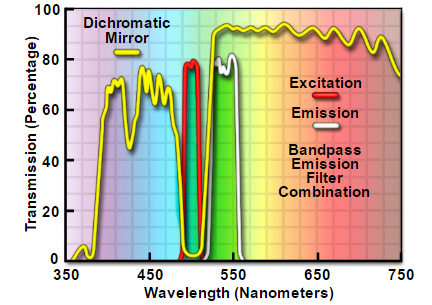 100
80
60
40
20
0
Transmission (Percentage)
Dichromatic
Mirror
Excitation
Emission
Bandpass
Emission
Filter
Combination
350
450
550
650
750
Wavelength (Nanometers)